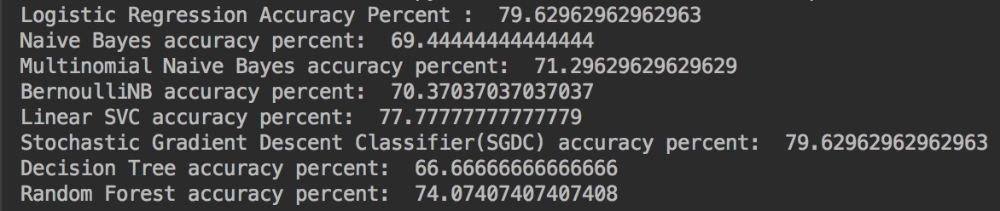 Logistic Regression Accuracy Percent :  79.62962962962963
Naive Bayes accuracy percent:  69.44444444444444
Multinomial Naive Bayes accuracy percent:  71.29629629629629
BernoulliNB accuracy percent:  70.37037037037037
Linear SVC accuracy percent:  77.77777777777779
Stochastic Gradient Descent Classifier(SGDC) accuracy percent:  79.62962962962963
Decision Tree accuracy percent:  66.66666666666666
Random Forest accuracy percent:  74.07407407407408